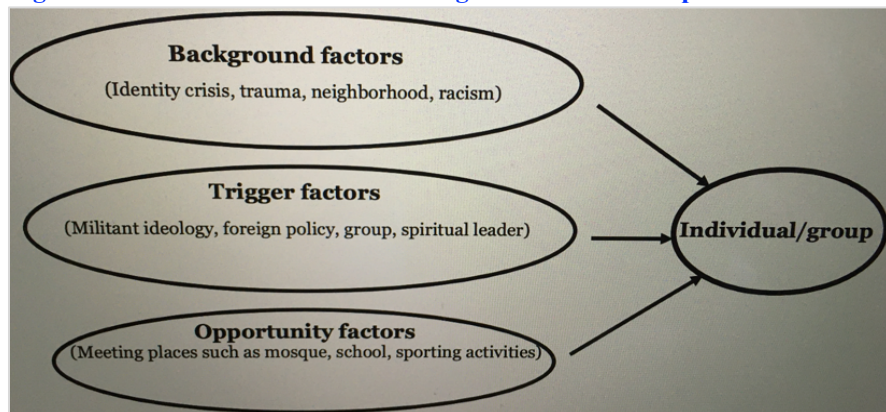 Background factors
(Identity crisis, trauma, neighborhood, racism)
Trigger factors
(Militant ideology, foreign policy, group, spiritual leader)
Individual/group
Opportunity factors
(Meeting places such as mosque, school, sporting activities)